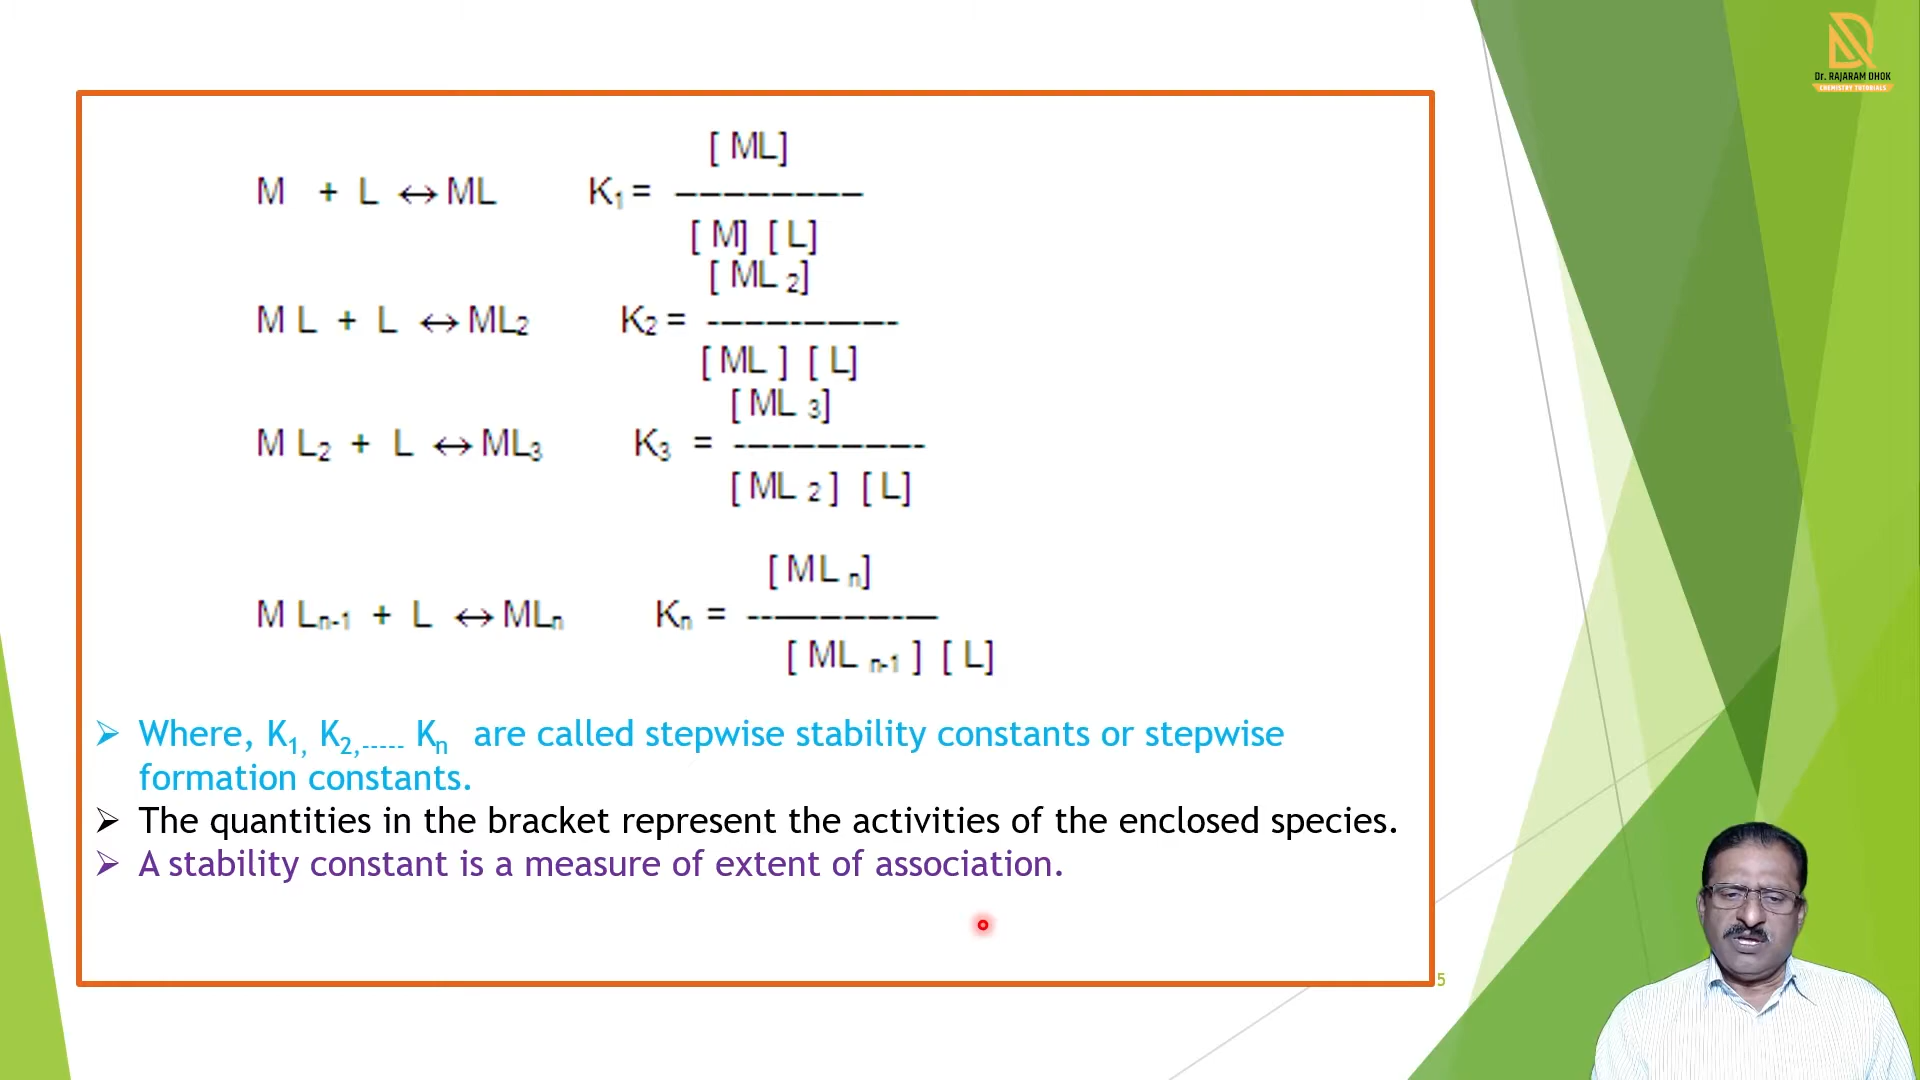 Dr. RAJARAM DHOK
CHEMISTRY TUTORIALS
[ ML]
M + L ↔ ML K₁ = ---------
[ M] [ L]
[ ML ₂]
M L + L ↔ ML₂ K₂ = -----------
[ ML ] [ L]
[ ML ₃]
M L₂ + L ↔ ML₃ K₃ = -----------
[ ML ₂ ] [ L]
[ ML ₙ]
M Lₙ₋₁ + L ↔ MLₙ Kₙ = -----------
[ ML ₙ₋₁ ] [ L]
➢ Where, K₁, K₂,----- Kₙ are called stepwise stability constants or stepwise
formation constants.
➢ The quantities in the bracket represent the activities of the enclosed species.
➢ A stability constant is a measure of extent of association.
5